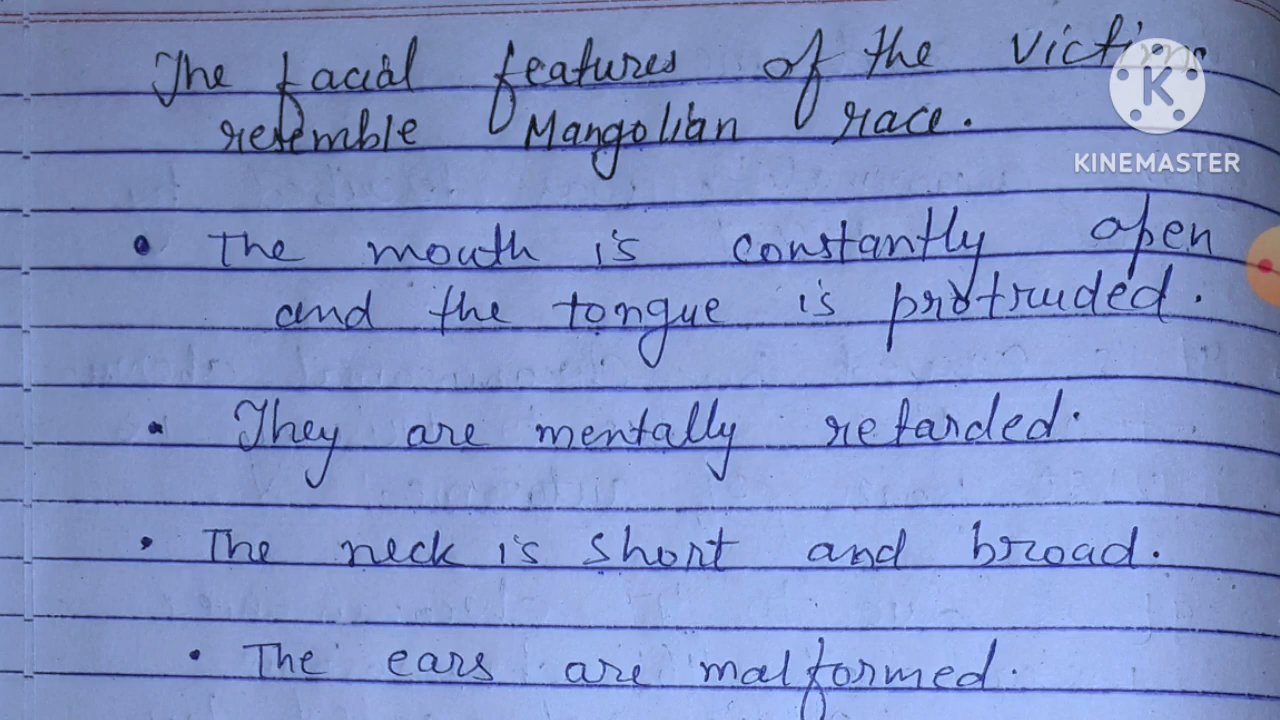 The facial features of the victims
resemble Mangolian race.
K
KINEMASTER
• The mouth is constantly open
and the tongue is protruded.
• They are mentally retarded.
• The neck is short and broad.
• The ears are malformed.